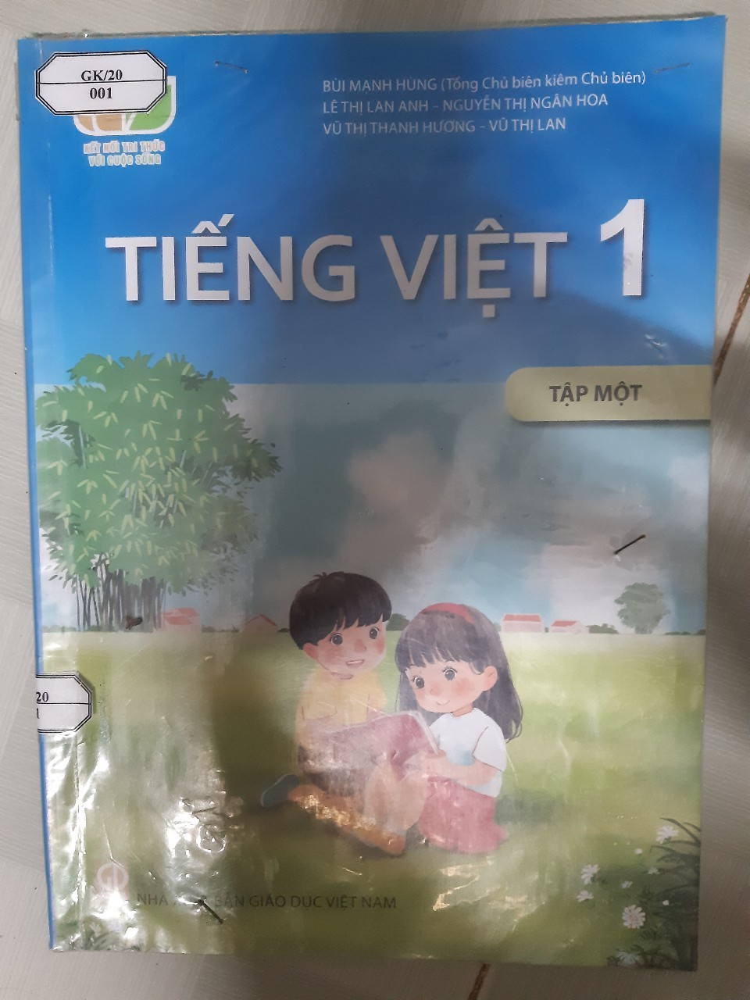 GK/20
001
KẾT NỐI TRI THỨC
VỚI CUỘC SỐNG
BÙI MẠNH HÙNG (Tổng Chủ biên kiêm Chủ biên)
LÊ THỊ LAN ANH – NGUYỄN THỊ NGÂN HOA
VŨ THỊ THANH HƯƠNG – VŨ THỊ LAN
TIẾNG VIỆT 1
TẬP MỘT
20
1
NHÀ XUẤT BẢN GIÁO DỤC VIỆT NAM